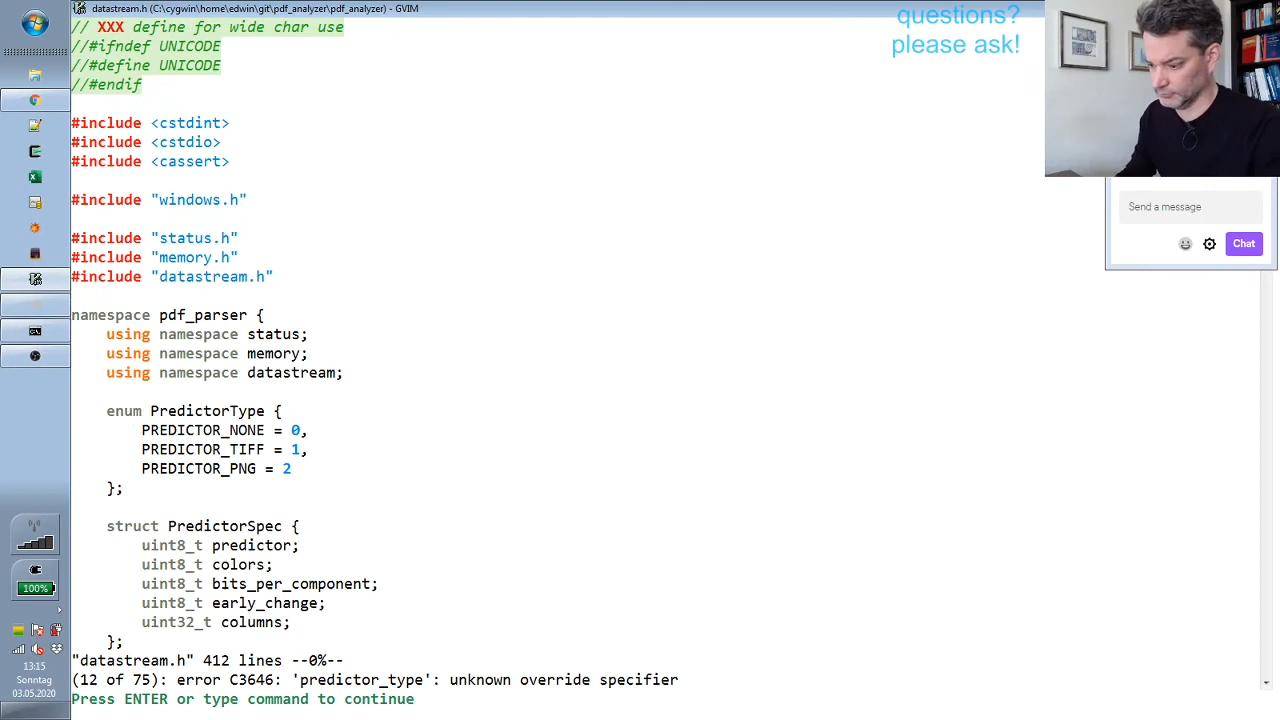 datastream.h (C:\cygwin\home\edwin\git\pdf_analyzer\pdf_analyzer) - GVIM
// XXX define for wide char use
//#ifndef UNICODE
//#define UNICODE
//#endif
#include <cstdint>
#include <cstdio>
#include <cassert>
#include "windows.h"
#include "status.h"
#include "memory.h"
#include "datastream.h"
namespace pdf_parser {
using namespace status;
using namespace memory;
using namespace datastream;
enum PredictorType {
PREDICTOR_NONE = 0,
PREDICTOR_TIFF = 1,
PREDICTOR_PNG = 2
};
struct PredictorSpec {
uint8_t predictor;
uint8_t colors;
uint8_t bits_per_component;
uint8_t early_change;
uint32_t columns;
};
"datastream.h" 412 lines --0%--
(12 of 75): error C3646: 'predictor_type': unknown override specifier
Press ENTER or type command to continue
questions?
please ask!
Send a message
Chat
100%
13:15
Sonntag
03.05.2020